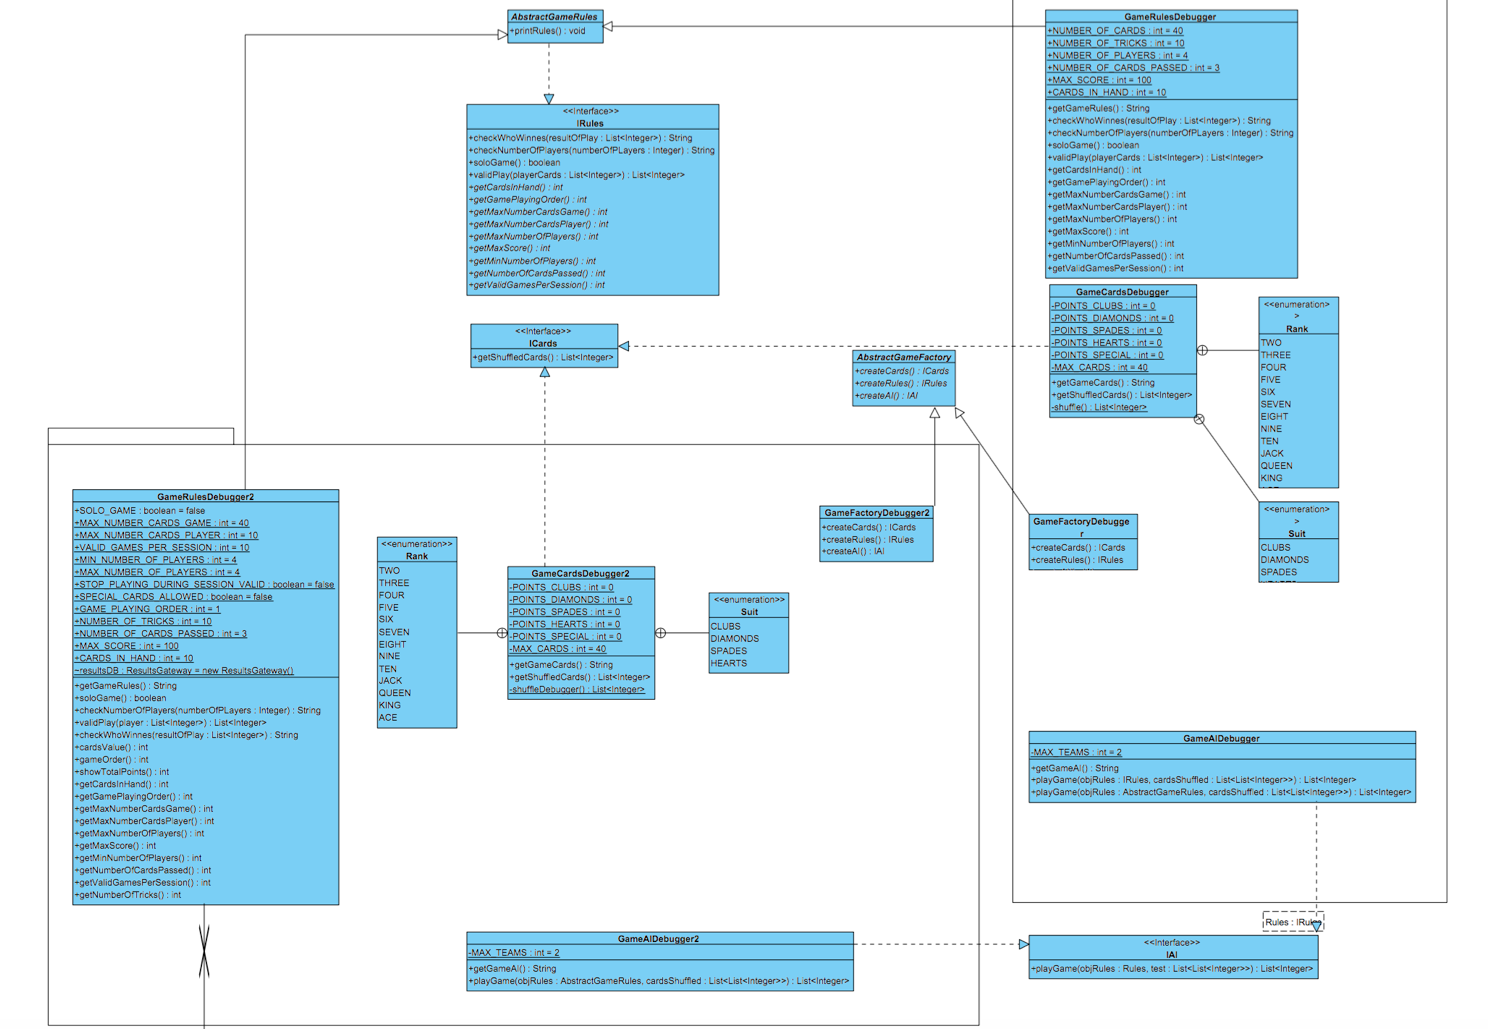 AbstractGameRules
+printRules() : void
<<Interface>>
IRules
+checkWhoWinnes(resultOfPlay : List<Integer>) : String
+checkNumberOfPlayers(numberOfPLayers : Integer) : String
+soloGame() : boolean
+validPlay(playerCards : List<Integer>) : List<Integer>
+getCardsInHand() : int
+getGamePlayingOrder() : int
+getMaxNumberCardsGame() : int
+getMaxNumberCardsPlayer() : int
+getMaxNumberOfPlayers() : int
+getMaxScore() : int
+getMinNumberOfPlayers() : int
+getNumberOfCardsPassed() : int
+getValidGamesPerSession() : int
GameRulesDebugger
+NUMBER_OF_CARDS : int = 40
+NUMBER_OF_TRICKS : int = 10
+NUMBER_OF_PLAYERS : int = 4
+NUMBER_OF_CARDS_PASSED : int = 3
+MAX_SCORE : int = 100
+CARDS_IN_HAND : int = 10
+getGameRules() : String
+checkWhoWinnes(resultOfPlay : List<Integer>) : String
+checkNumberOfPlayers(numberOfPLayers : Integer) : String
+soloGame() : boolean
+validPlay(playerCards : List<Integer>) : List<Integer>
+getCardsInHand() : int
+getGamePlayingOrder() : int
+getMaxNumberCardsGame() : int
+getMaxNumberCardsPlayer() : int
+getMaxNumberOfPlayers() : int
+getMaxScore() : int
+getMinNumberOfPlayers() : int
+getNumberOfCardsPassed() : int
+getValidGamesPerSession() : int
<<Interface>>
ICards
+getShuffledCards() : List<Integer>
AbstractGameFactory
+createCards() : ICards
+createRules() : IRules
+createAI() : IAI
GameCardsDebugger
-POINTS_CLUBS : int = 0
-POINTS_DIAMONDS : int = 0
-POINTS_SPADES : int = 0
-POINTS_HEARTS : int = 0
-POINTS_SPECIAL : int = 0
-MAX_CARDS : int = 40
+getGameCards() : String
+getShuffledCards() : List<Integer>
-shuffle() : List<Integer>
<<enumeration>
>
Rank
TWO
THREE
FOUR
FIVE
SIX
SEVEN
EIGHT
NINE
TEN
JACK
QUEEN
KING
<<enumeration>
>
Suit
CLUBS
DIAMONDS
SPADES
GameRulesDebugger2
+SOLO_GAME : boolean = false
+MAX_NUMBER_CARDS_GAME : int = 40
+MAX_NUMBER_CARDS_PLAYER : int = 10
+VALID_GAMES_PER_SESSION : int = 10
+MIN_NUMBER_OF_PLAYERS : int = 4
+MAX_NUMBER_OF_PLAYERS : int = 4
+STOP_PLAYING_DURING_SESSION_VALID : boolean = false
+SPECIAL_CARDS_ALLOWED : boolean = false
+GAME_PLAYING_ORDER : int = 1
+NUMBER_OF_TRICKS : int = 10
+NUMBER_OF_CARDS_PASSED : int = 3
+MAX_SCORE : int = 100
+CARDS_IN_HAND : int = 10
~resultsDB : ResultsGateway = new ResultsGateway()
+getGameRules() : String
+soloGame() : boolean
+checkNumberOfPlayers(numberOfPLayers : Integer) : String
+validPlay(player : List<Integer>) : List<Integer>
+checkWhoWinnes(resultOfPlay : List<Integer>) : String
+cardsValue() : int
+gameOrder() : int
+showTotalPoints() : int
+getCardsInHand() : int
+getGamePlayingOrder() : int
+getMaxNumberCardsGame() : int
+getMaxNumberCardsPlayer() : int
+getMaxNumberOfPlayers() : int
+getMaxScore() : int
+getMinNumberOfPlayers() : int
+getNumberOfCardsPassed() : int
+getValidGamesPerSession() : int
+getNumberOfTricks() : int
<<enumeration>>
Rank
TWO
THREE
FOUR
FIVE
SIX
SEVEN
EIGHT
NINE
TEN
JACK
QUEEN
KING
ACE
GameCardsDebugger2
-POINTS_CLUBS : int = 0
-POINTS_DIAMONDS : int = 0
-POINTS_SPADES : int = 0
-POINTS_HEARTS : int = 0
-POINTS_SPECIAL : int = 0
-MAX_CARDS : int = 40
+getGameCards() : String
+getShuffledCards() : List<Integer>
-shuffleDebugger() : List<Integer>
<<enumeration>>
Suit
CLUBS
DIAMONDS
SPADES
HEARTS
GameFactoryDebugger2
+createCards() : ICards
+createRules() : IRules
+createAI() : IAI
GameFactoryDebugge
r
+createCards() : ICards
+createRules() : IRules
GameAIDebugger
-MAX_TEAMS : int = 2
+getGameAI() : String
+playGame(objRules : IRules, cardsShuffled : List<List<Integer>>) : List<Integer>
+playGame(objRules : AbstractGameRules, cardsShuffled : List<List<Integer>>) : List<Integer>
GameAIDebugger2
-MAX_TEAMS : int = 2
+getGameAI() : String
+playGame(objRules : AbstractGameRules, cardsShuffled : List<List<Integer>>) : List<Integer>
Rules : IRules
<<Interface>>
IAI
+playGame(objRules : Rules, test : List<List<Integer>>) : List<Integer>